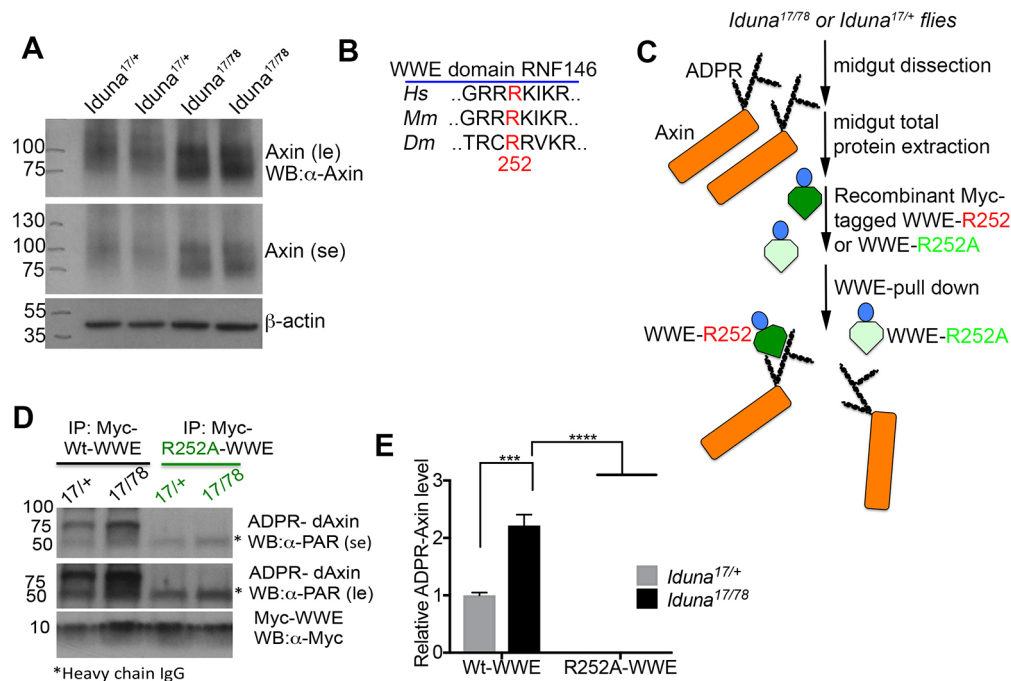 A
Iduna17/+ Iduna17/+ Iduna17/78 Iduna17/78
100
75
Axin (le)
WB:α-Axin
130
100
75
Axin (se)
55
35
β-actin
B
WWE domain RNF146
Hs ..GRRRKIKR..
Mm ..GRRRKIKR..
Dm ..TRCRRVKR..
252
C
Iduna17/78 or Iduna17/+ flies
ADPR
Axin
midgut dissection
midgut total
protein extraction
Recombinant Myc-
tagged WWE-R252
or WWE-R252A
WWE-pull down
WWE-R252
WWE-R252A
D
IP: Myc-
Wt-WWE
IP: Myc-
R252A-WWE
17/+ 17/78 17/+ 17/78
100
75
50
ADPR- dAxin
* WB:α-PAR (se)
75
50
ADPR- dAxin
* WB:α-PAR (le)
10
Myc-WWE
WB:α-Myc
*Heavy chain IgG
E
Relative ADPR-Axin level
3
2
1
0
***
****
Iduna17/+
Iduna17/78
Wt-WWE R252A-WWE